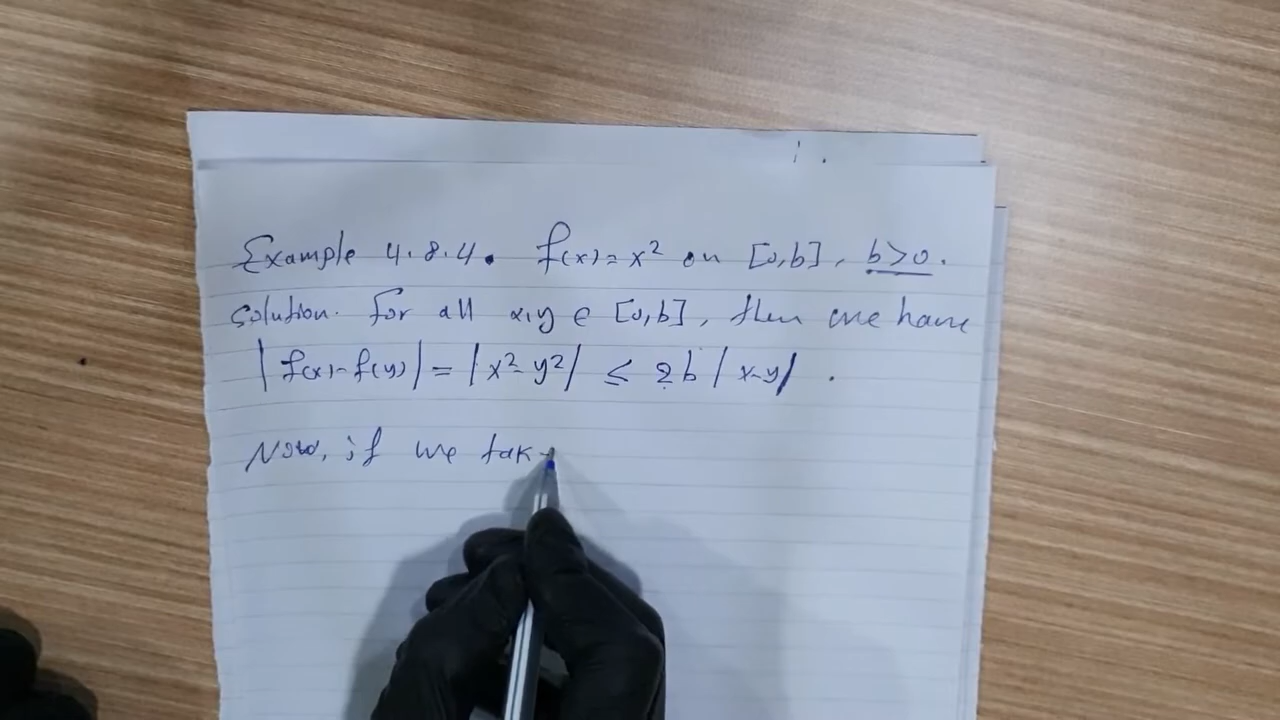 Example 4.8.4. f(x) = x² on [0,b], b>0.
solution. for all x,y ∈ [0,b], then we have
|f(x)-f(y)| = |x²-y²| ≤ 2b|x-y|.
Now, if we tak